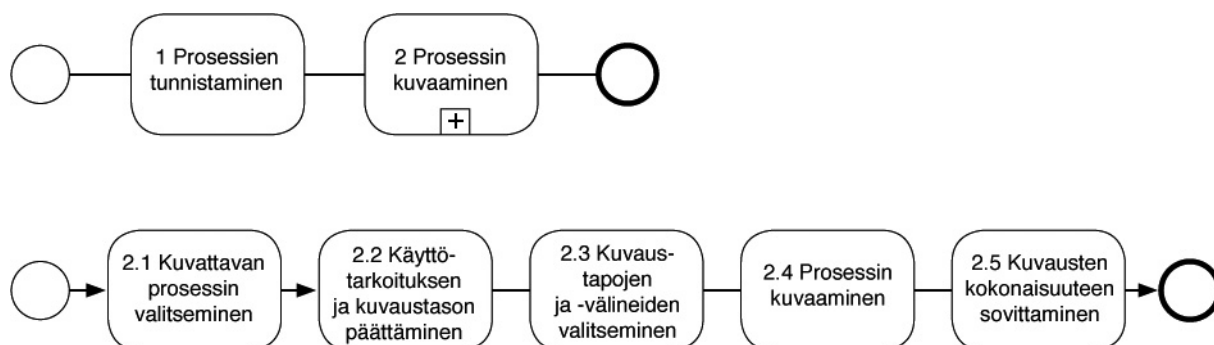 1 Prosessien
tunnistaminen
2 Prosessin
kuvaaminen
2.1 Kuvattavan
prosessin
valitseminen
2.2 Käyttö-
tarkoituksen
ja kuvaustason
päättäminen
2.3 Kuvaus-
tapojen
ja -välineiden
valitseminen
2.4 Prosessin
kuvaaminen
2.5 Kuvausten
kokonaisuuteen
sovittaminen